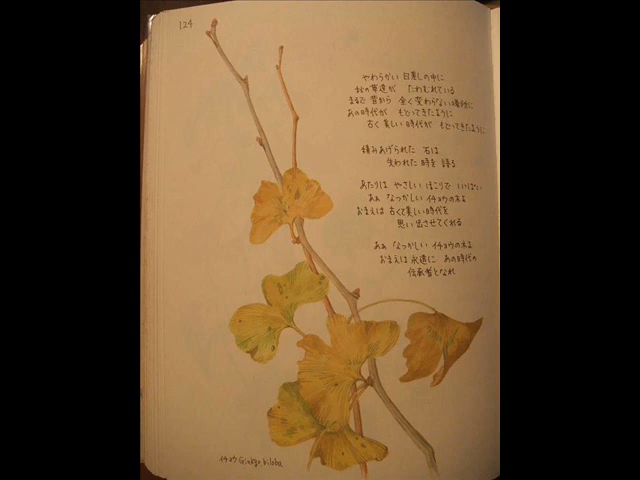 124
やわらかい 日差しの中に
秋の草達が たわむれている
まるで 昔から 全く変わらない場所に
あの時代が もどってきたように
古く美しい時代が もどってきたように
積みあげられた 石は
失われた 時を 語る
あたりは やさしい ほこりで いっぱい
あぁ なつかしい イチョウの木よ
おまえは 古くて美しい時代を
思い出させてくれる
あぁ なつかしい イチョウの木よ
おまえは 永遠に あの時代の
伝承者となれ
イチョウ Ginkgo biloba